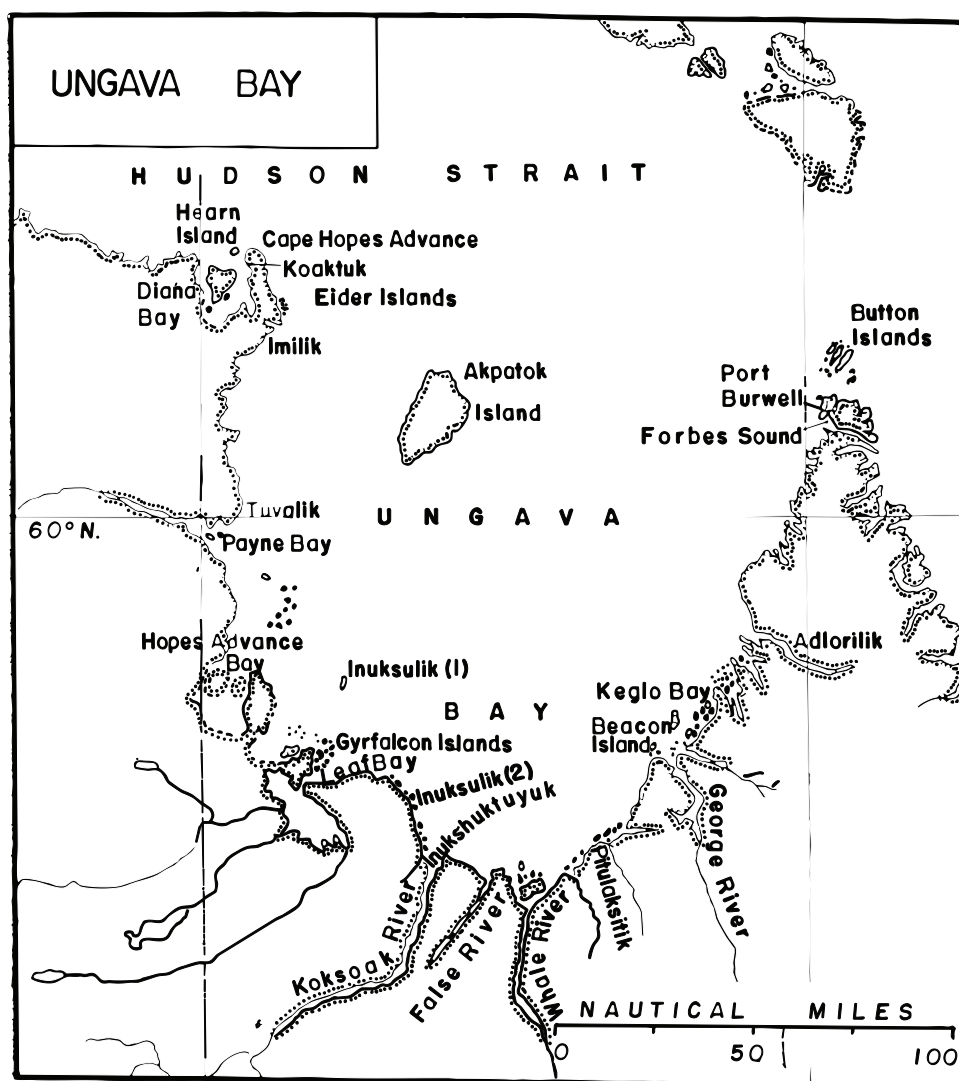 UNGAVA BAY
HUDSON STRAIT
Hearn
Island
Cape Hopes Advance
Koaktuk
Diana
Bay
Eider Islands
Imilik
Button
Islands
Akpatok
Island
Port
Burwell
Forbes Sound
Tuvalik
UNGAVA
60° N.
Payne Bay
Hopes Advance
Bay
Adlorilik
Inuksulik (1)
Keglo Bay
BAY
Beacon
Island
Gyrfalcon Islands
Leaf Bay
Inuksulik (2)
Inukshuktuyuk
George River
Pitulaksitik
Koksoak River
False River
Whale River
NAUTICAL MILES
0 50 100